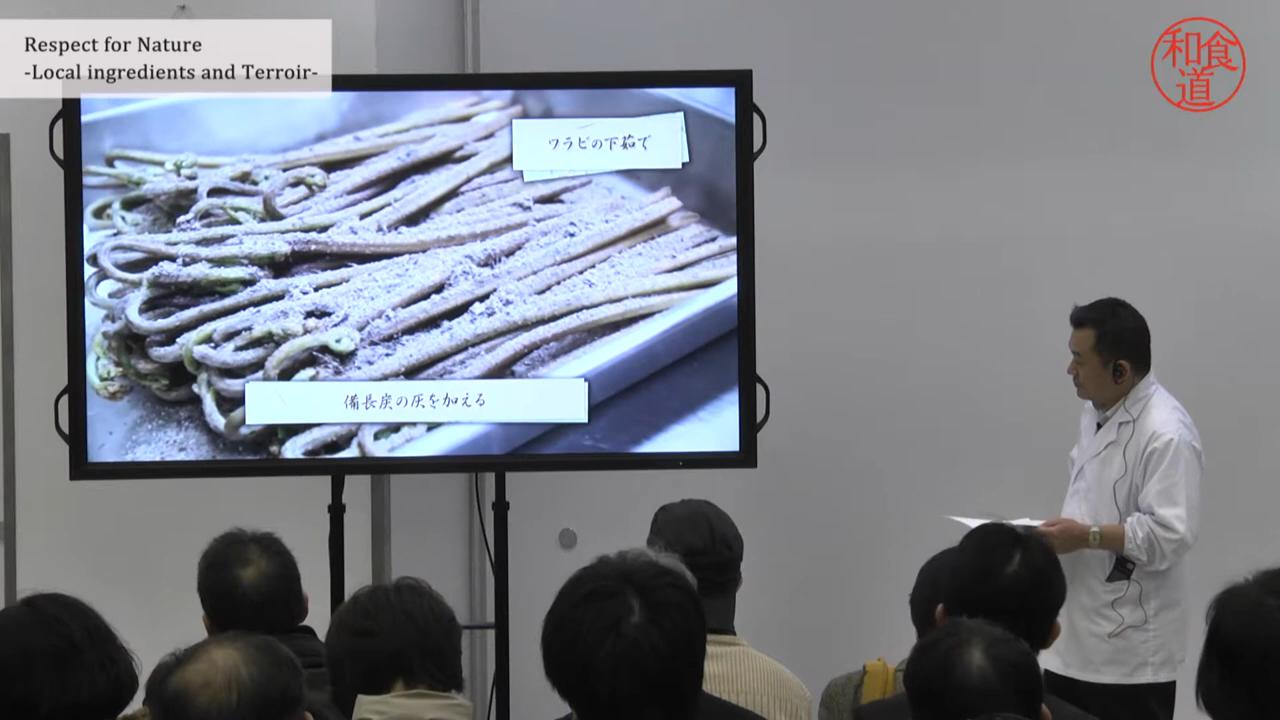 Respect for Nature
-Local ingredients and Terroir-
和食道
ワラビの下茹で
備長炭の灰を加える